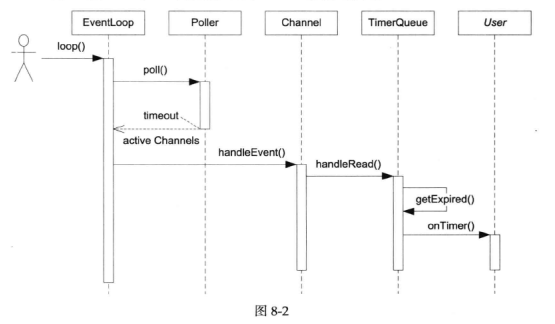 EventLoop Poller Channel TimerQueue User
loop()
poll()
timeout
active Channels
handleEvent()
handleRead()
getExpired()
onTimer()
图 8-2